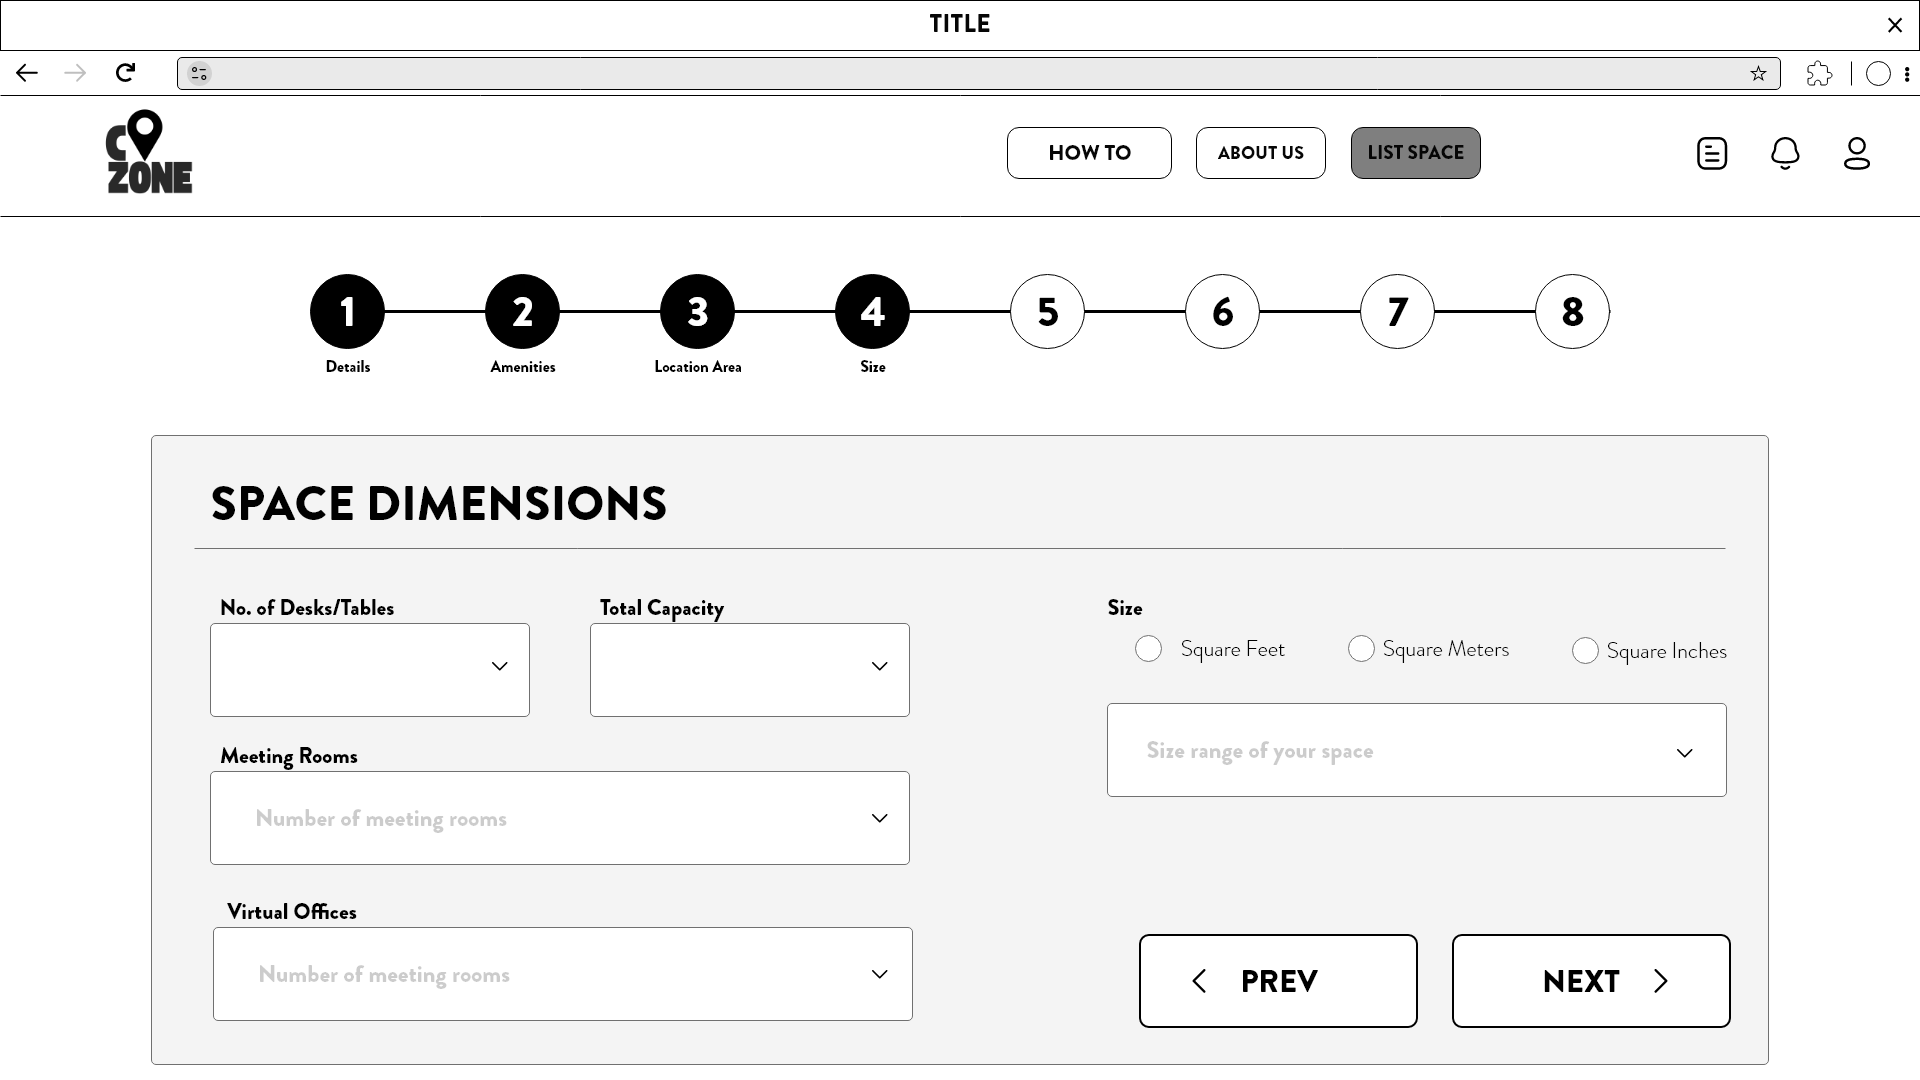 TITLE
CO
ZONE
HOW TO
ABOUT US
LIST SPACE
1
2
3
4
5
6
7
8
Details
Amenities
Location Area
Size
SPACE DIMENSIONS
No. of Desks/Tables
Total Capacity
Size
Square Feet
Square Meters
Square Inches
Size range of your space
Meeting Rooms
Number of meeting rooms
Virtual Offices
Number of meeting rooms
PREV
NEXT